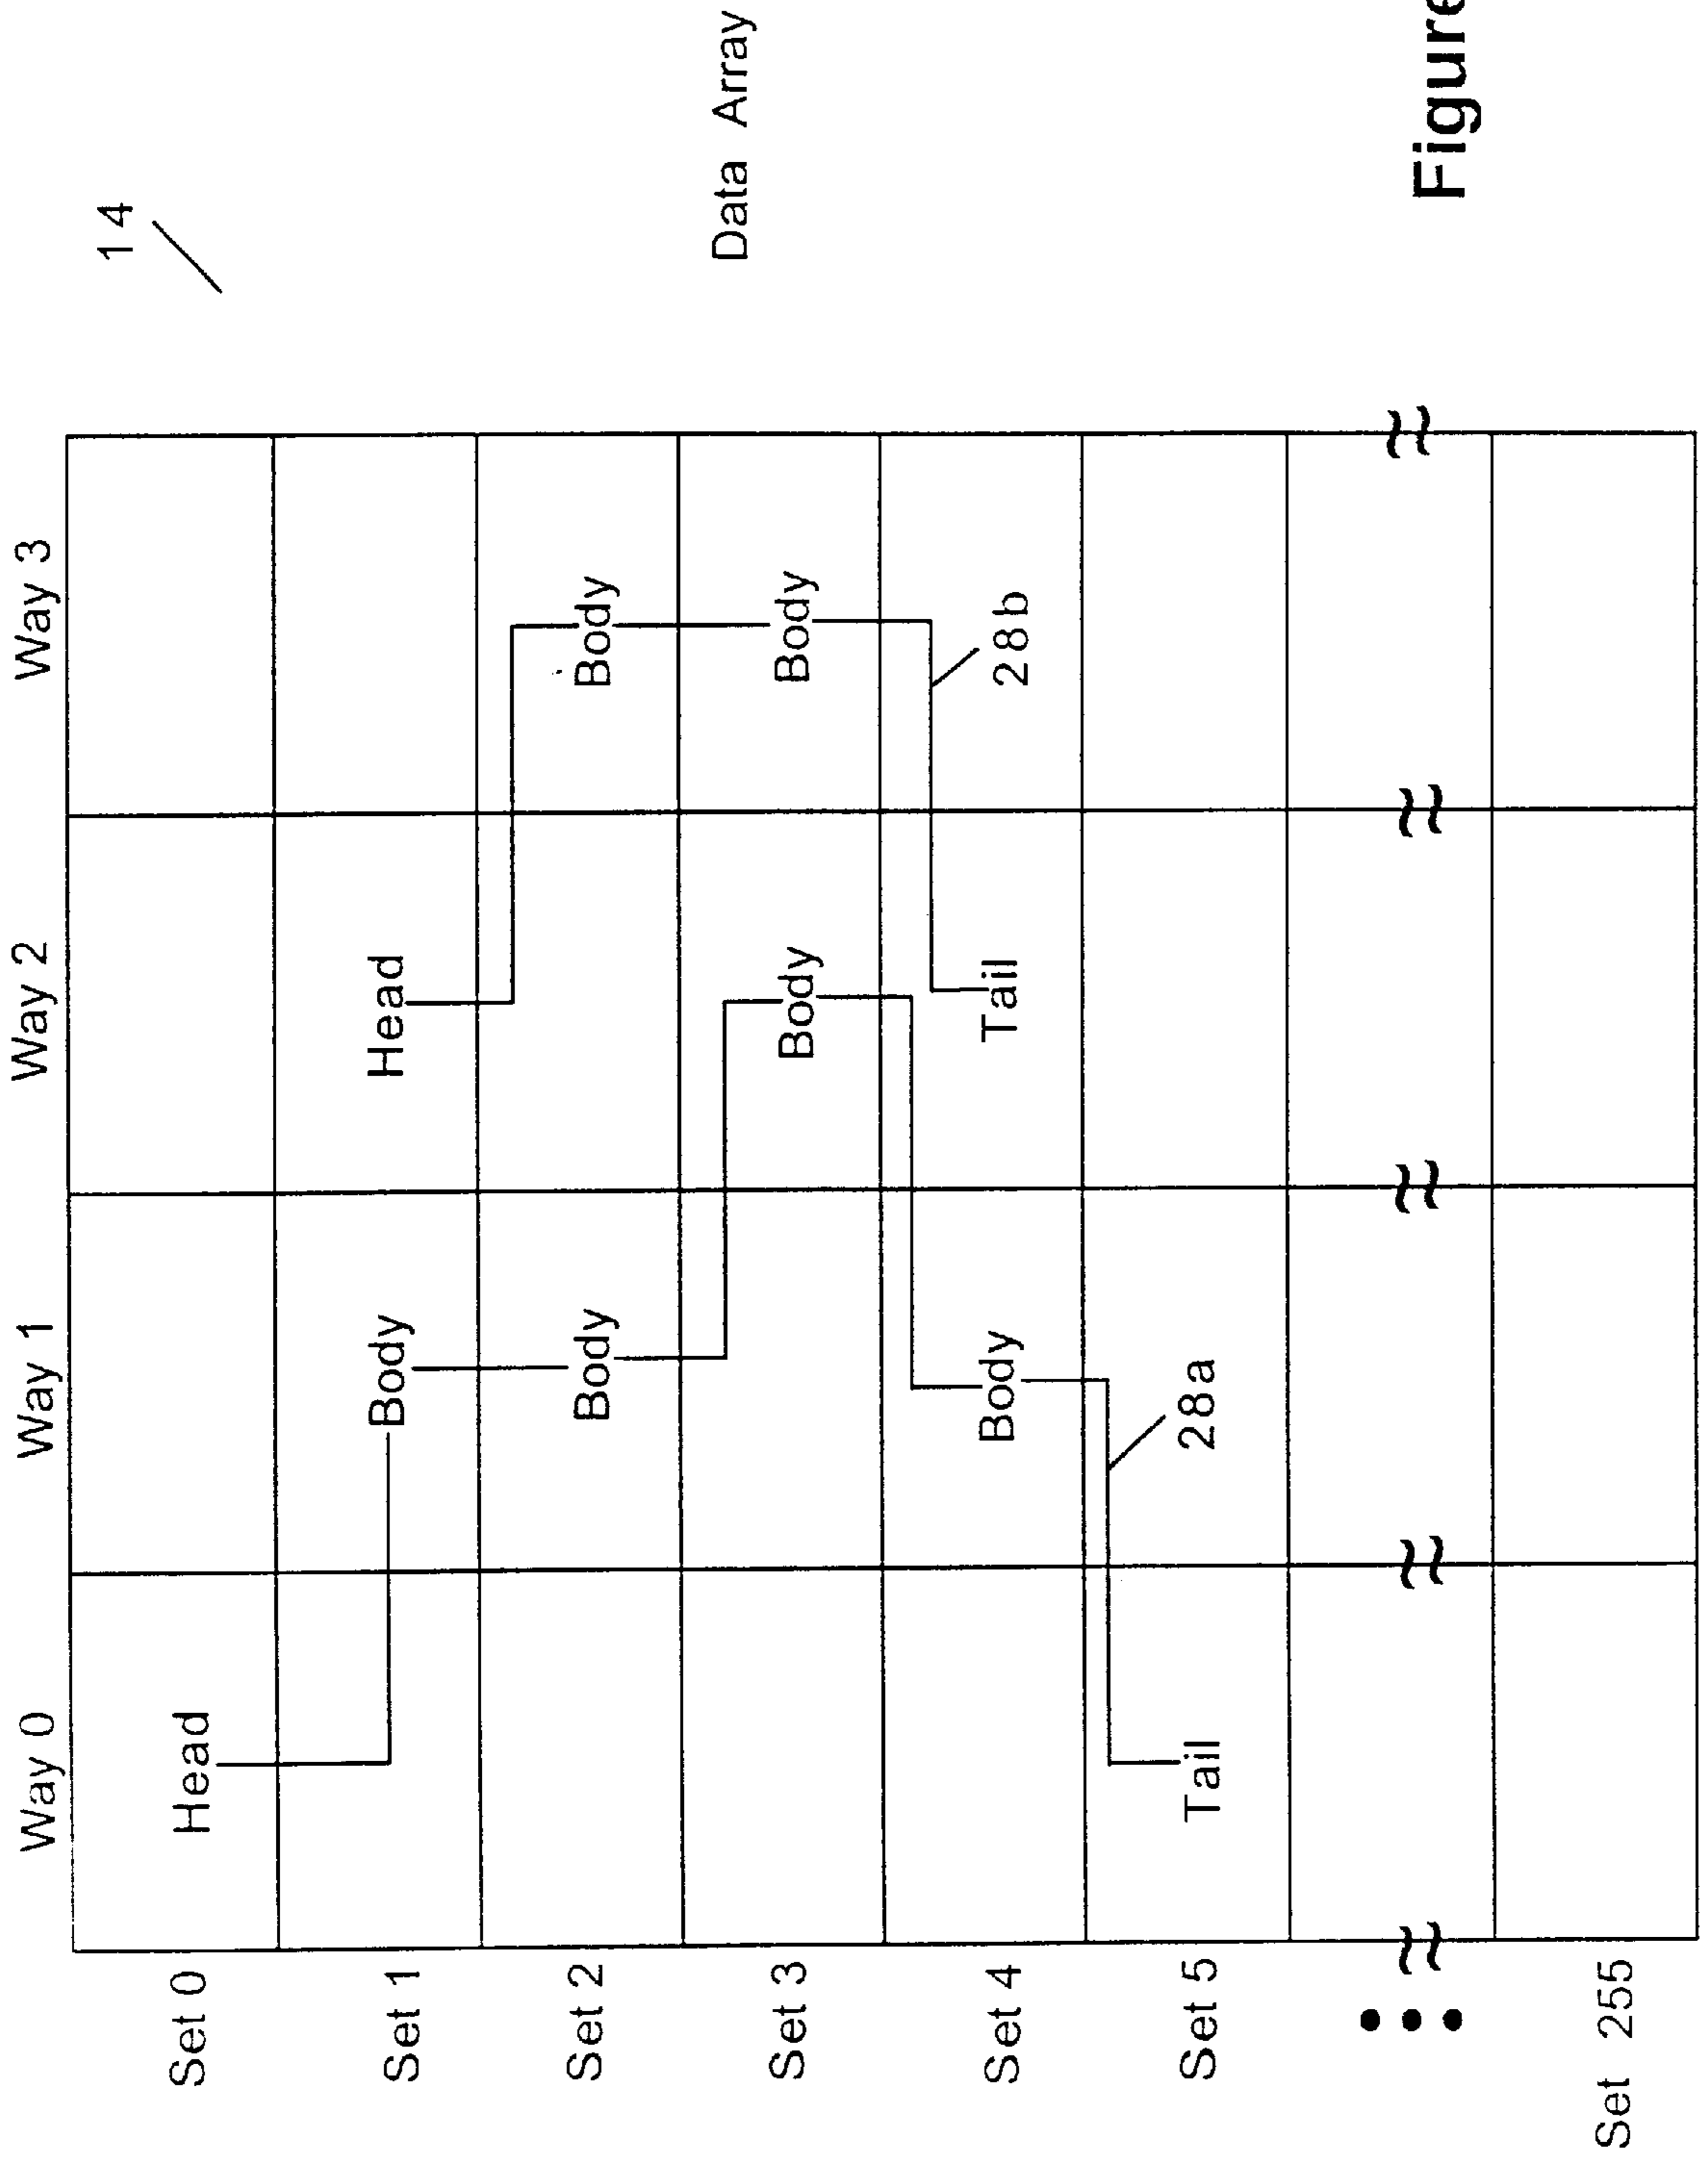 14
Way 0 Way 1 Way 2 Way 3
Set 0 Head
Set 1 Body Head
Set 2 Body Body
Set 3 Body Body
Data Array
Set 4 Body Tail 28b
Set 5 Tail 28a
Set 255
Figure